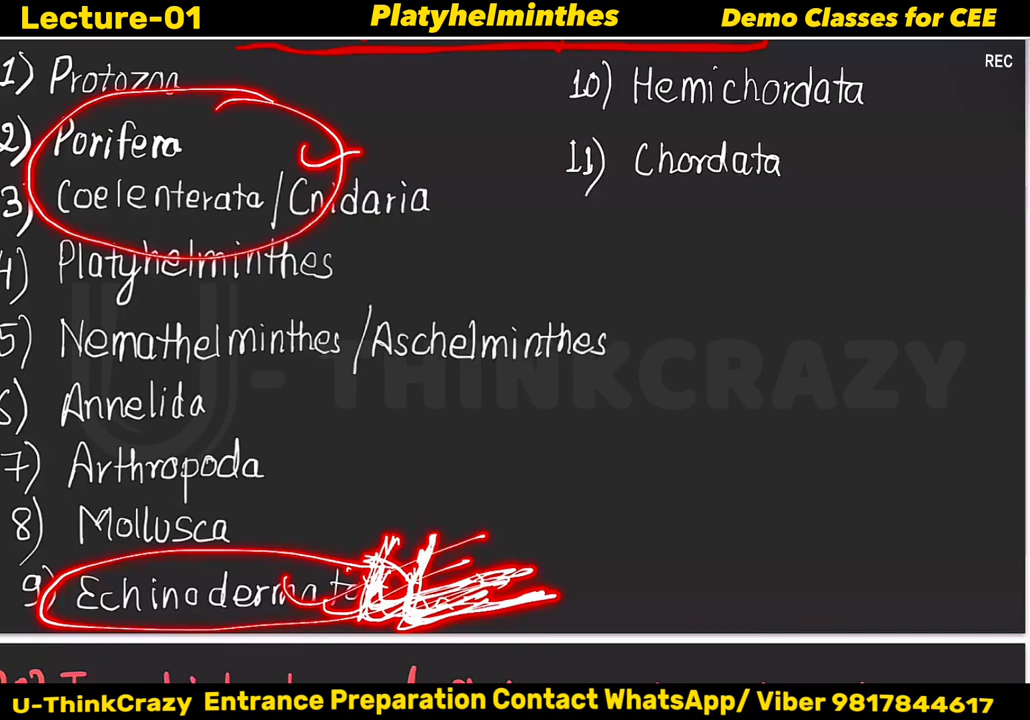 Lecture-01 Platyhelminthes Demo Classes for CEE
REC
1) Protozoa
2) Porifera
3) Coelenterata/Cnidaria
4) Platyhelminthes
5) Nemathelminthes/Aschelminthes
6) Annelida
7) Arthropoda
8) Mollusca
9) Echinodermata
10) Hemichordata
11) Chordata
U-THINKCRAZY
U-ThinkCrazy Entrance Preparation Contact WhatsApp/ Viber 9817844617